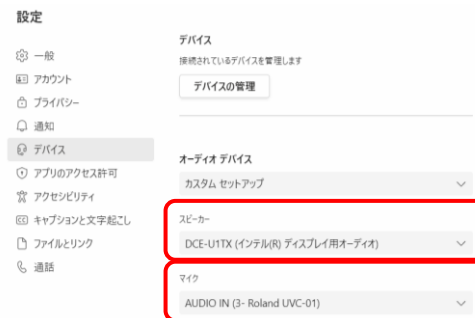 設定
一般
アカウント
プライバシー
通知
デバイス
アプリのアクセス許可
アクセシビリティ
キャプションと文字起こし
ファイルとリンク
通話
デバイス
接続されているデバイスを管理します
デバイスの管理
オーディオ デバイス
カスタム セットアップ
スピーカー
DCE-U1TX (インテル(R) ディスプレイ用オーディオ)
マイク
AUDIO IN (3- Roland UVC-01)